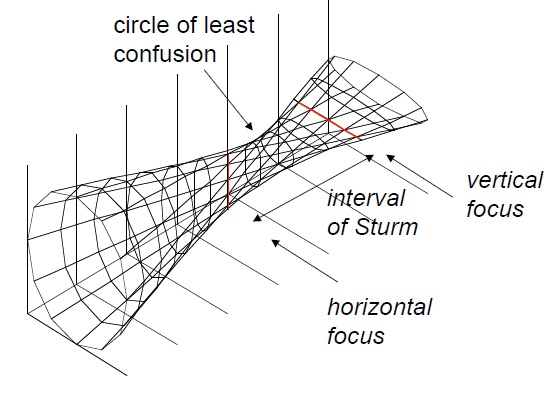 circle of least
confusion
vertical
focus
interval
of Sturm
horizontal
focus